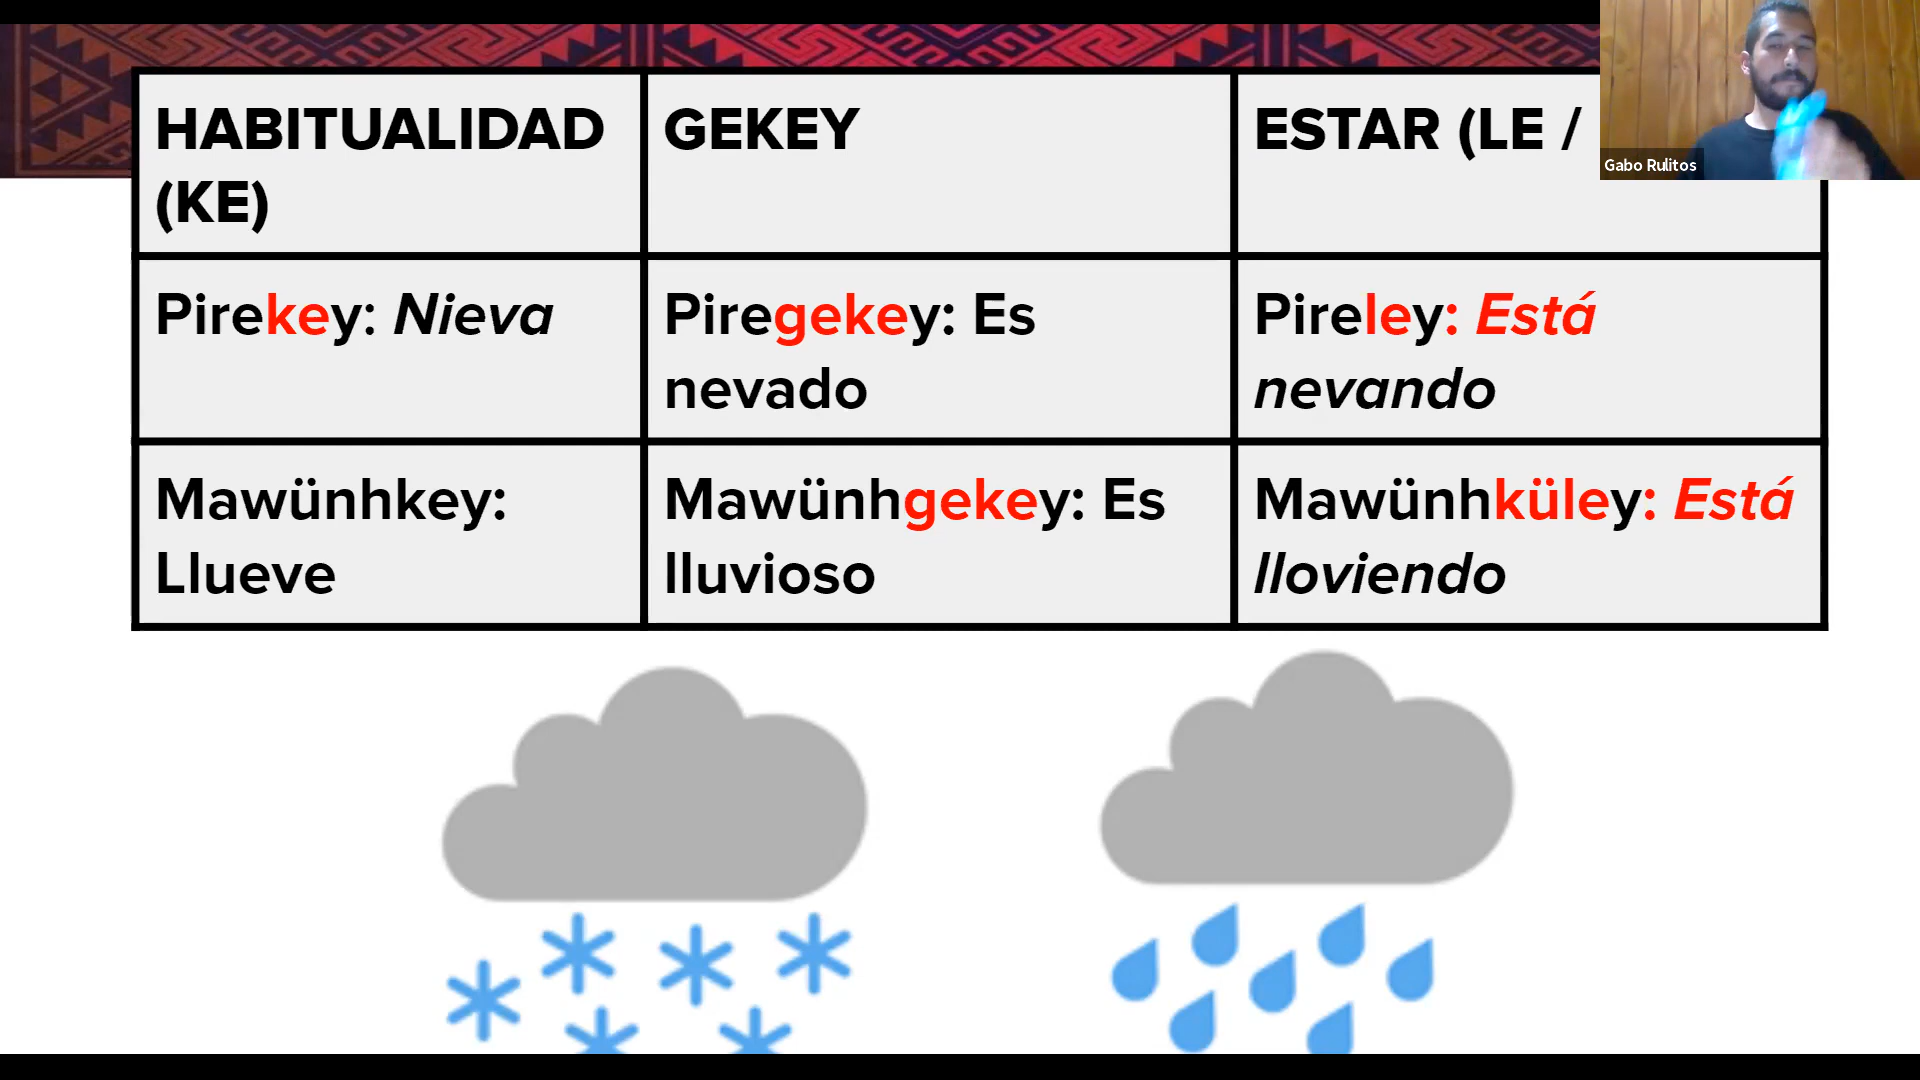 HABITUALIDAD
(KE)
GEKEY
ESTAR (LE /
Gabo Rulitos
Pirekey: Nieva
Piregekey: Es
nevado
Pireley: Está
nevando
Mawünhkey:
Llueve
Mawünhgekey: Es
lluvioso
Mawünhküley: Está
lloviendo